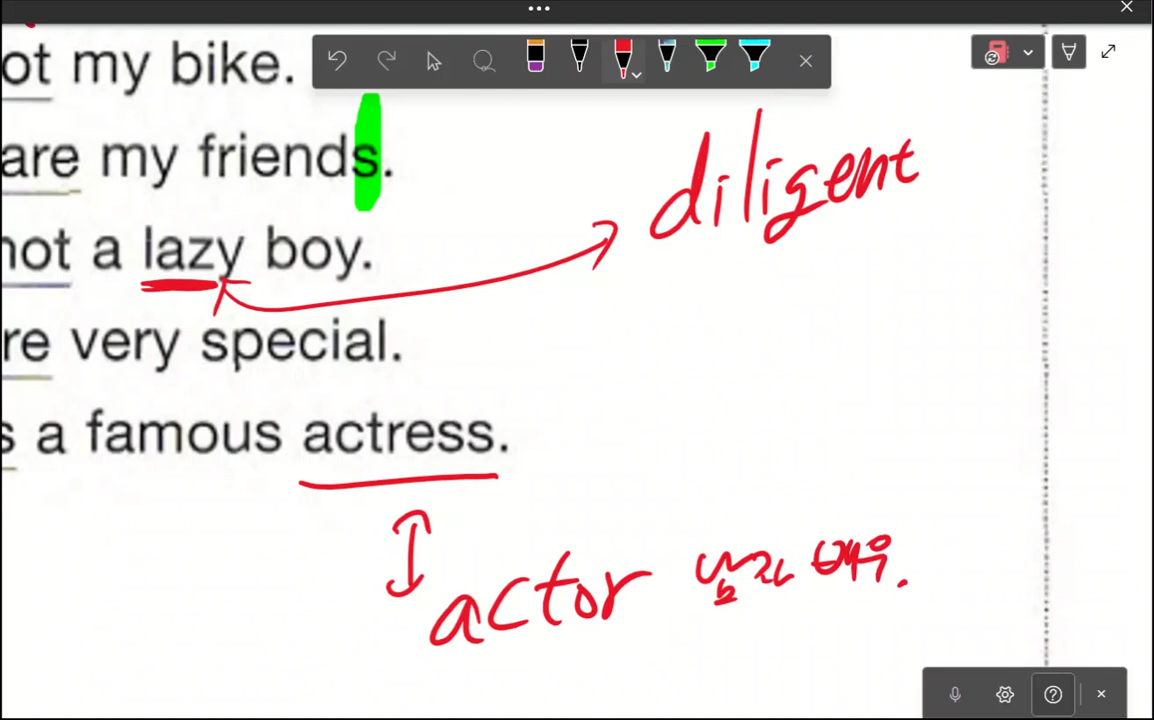 ot my bike.
are my friends.
diligent
not a lazy boy.
re very special.
s a famous actress.
actor 남자 배우.